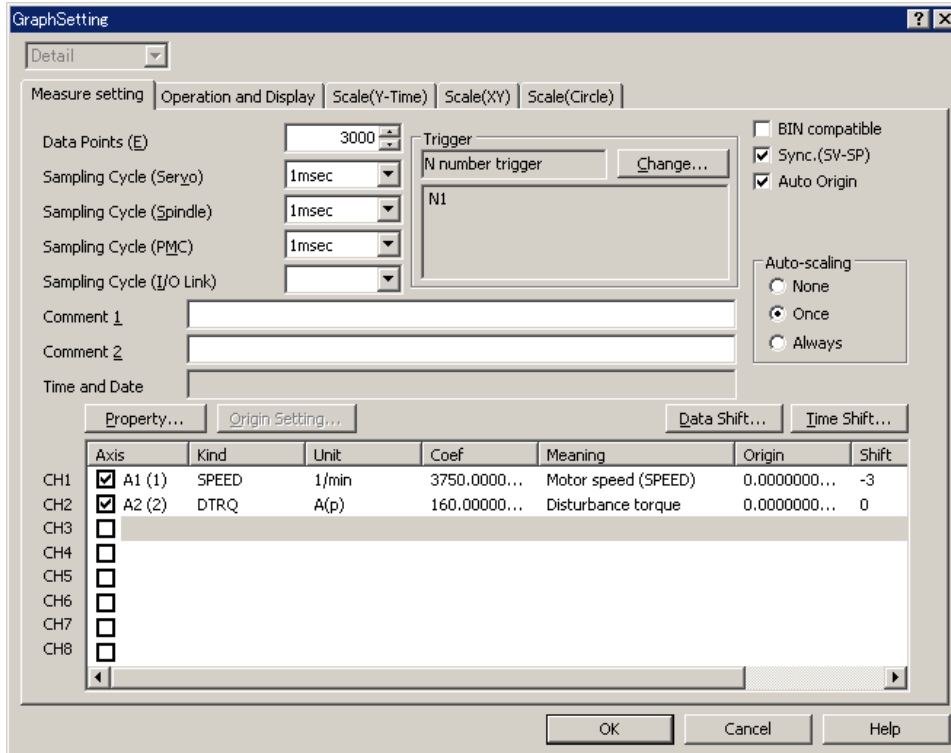 GraphSetting
Detail
Measure setting Operation and Display Scale(Y-Time) Scale(XY) Scale(Circle)
Data Points (E) 3000
Sampling Cycle (Servo) 1msec
Sampling Cycle (Spindle) 1msec
Sampling Cycle (PMC) 1msec
Sampling Cycle (I/O Link)
Trigger
N number trigger Change...
N1
BIN compatible
Sync.(SV-SP)
Auto Origin
Auto-scaling
None
Once
Always
Comment 1
Comment 2
Time and Date
Property... Origin Setting... Data Shift... Time Shift...
Axis Kind Unit Coef Meaning Origin Shift
CH1 A1 (1) SPEED 1/min 3750.0000... Motor speed (SPEED) 0.0000000... -3
CH2 A2 (2) DTRQ A(p) 160.00000... Disturbance torque 0.0000000... 0
CH3
CH4
CH5
CH6
CH7
CH8
OK Cancel Help